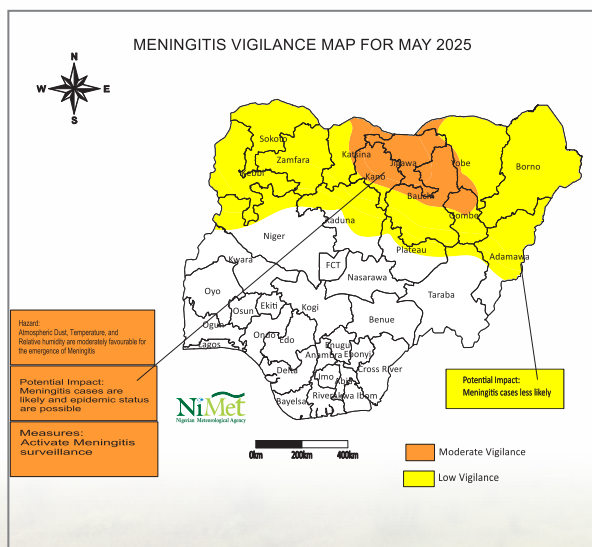 MENINGITIS VIGILANCE MAP FOR MAY 2025
N
W E
S
Sokoto
Katsina
Zamfara
Jigawa
Yobe
Borno
Kebbi
Kano
Bauchi
Gombe
Kaduna
Niger
Plateau
Adamawa
Kwara
FCT
Nasarawa
Taraba
Oyo
Ekiti
Kogi
Osun
Benue
Ogun
Ondo
Edo
Enugu
Lagos
Anambra
Ebonyi
Delta
Imo
Abia
Cross River
Bayelsa
Rivers
Akwa Ibom
Hazard:
Atmospheric Dust, Temperature, and
Relative humidity are moderately favourable for
the emergence of Meningitis
Potential Impact:
Meningitis cases are
likely and epidemic status
are possible
Measures:
Activate Meningitis
surveillance
NiMet
Nigerian Meteorological Agency
Potential Impact:
Meningitis cases less likely
0km 200km 400km
Moderate Vigilance
Low Vigilance